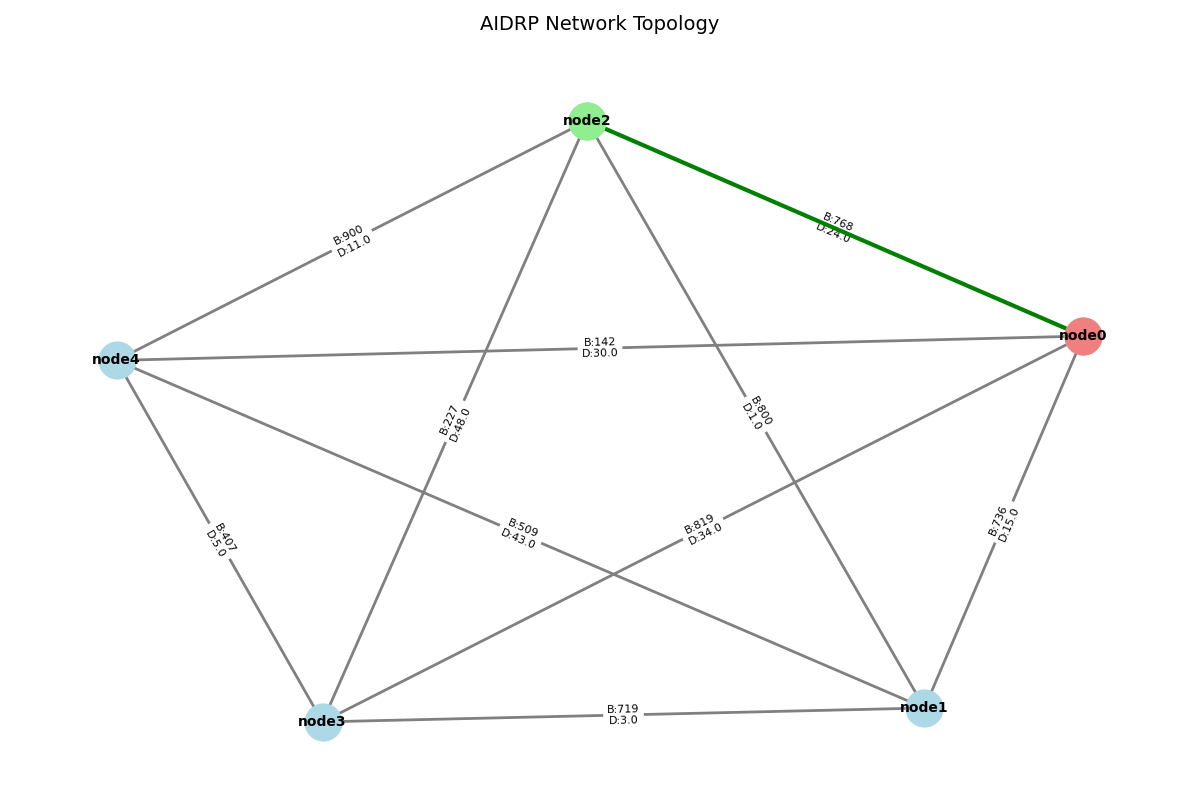 AIDRP Network Topology
node2
B:768
D:24.0
B:900
D:11.0
node0
B:142
D:30.0
node4
B:800
D:1.0
B:227
D:48.0
B:736
D:15.0
B:819
D:34.0
B:509
D:43.0
B:407
D:5.0
node1
B:719
D:3.0
node3